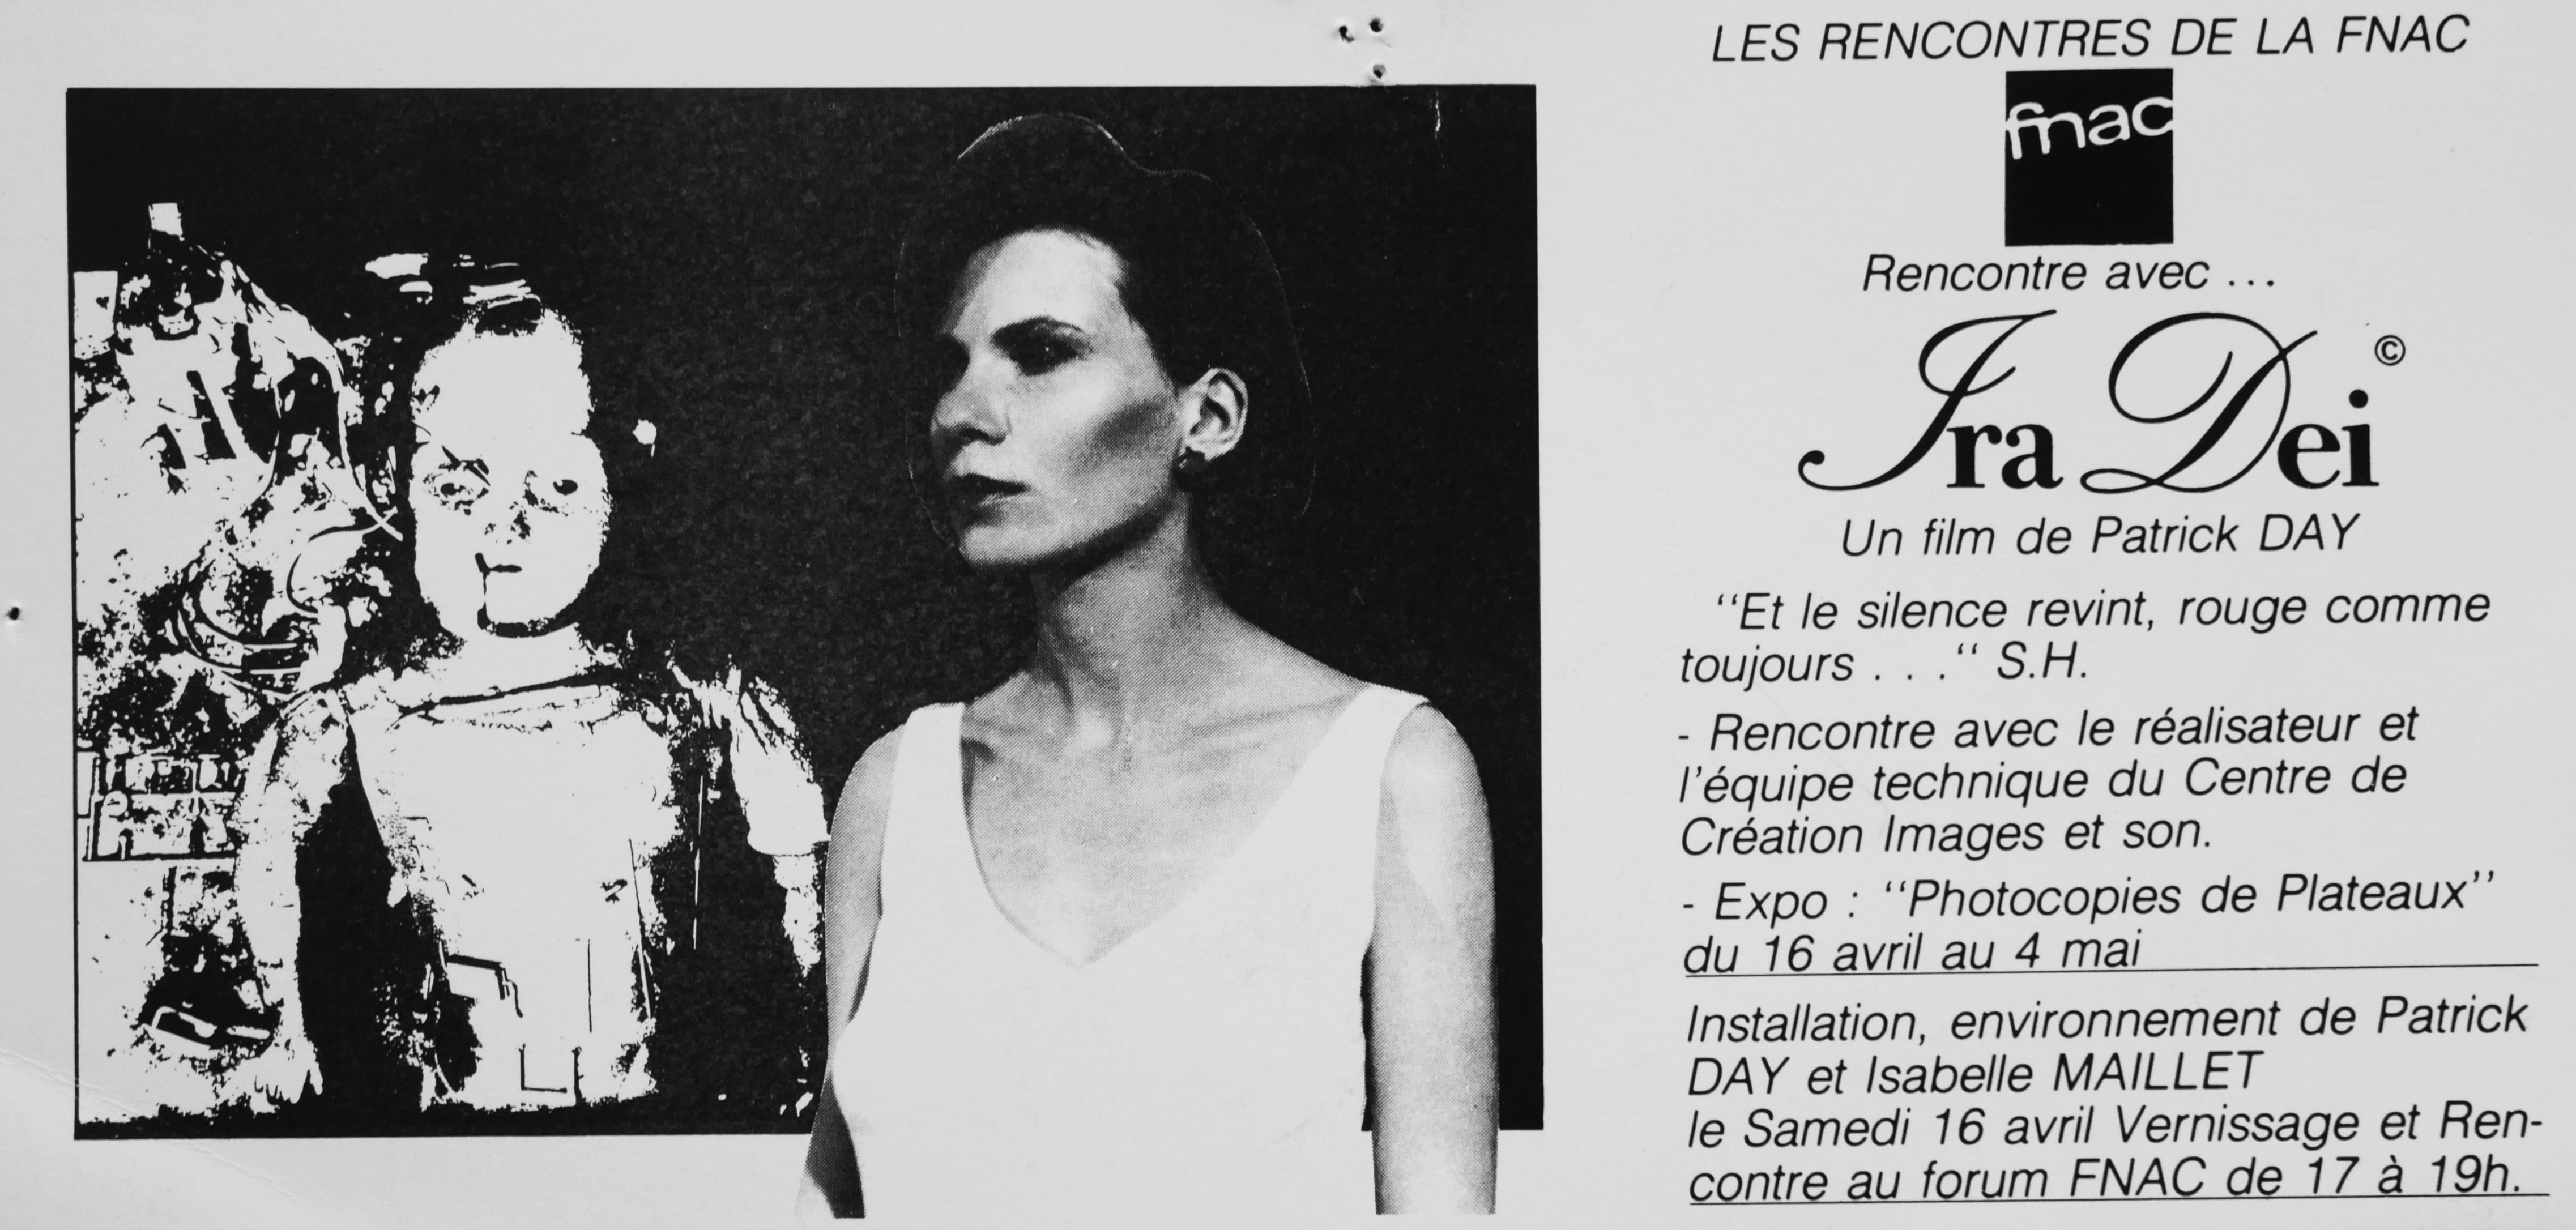 LES RENCONTRES DE LA FNAC
fnac
Rencontre avec ...
Ira Dei ©
Un film de Patrick DAY
‘‘Et le silence revint, rouge comme
toujours . . .‘‘ S.H.
- Rencontre avec le réalisateur et
l'équipe technique du Centre de
Création Images et son.
- Expo : ‘‘Photocopies de Plateaux’’
du 16 avril au 4 mai
Installation, environnement de Patrick
DAY et Isabelle MAILLET
le Samedi 16 avril Vernissage et Ren-
contre au forum FNAC de 17 à 19h.